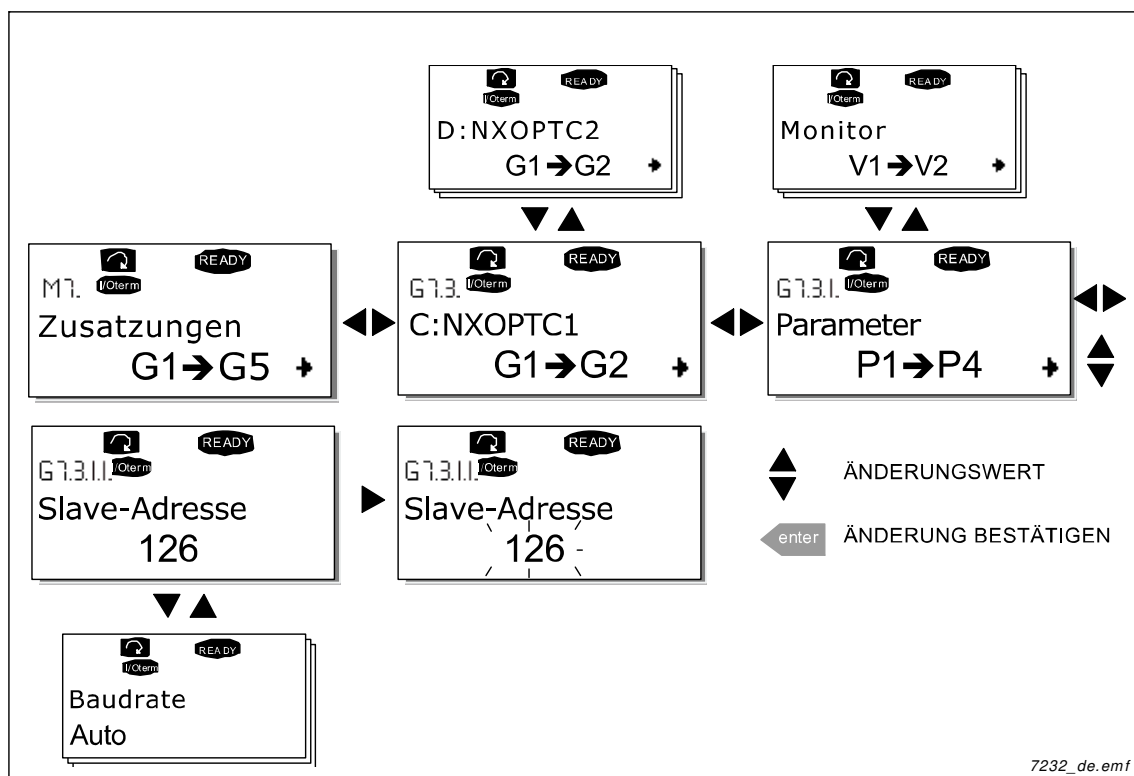 I/Oterm READY
D:NXOPTC2
G1➔G2
I/Oterm READY
Monitor
V1➔V2
READY
M7. I/Oterm
Zusatzungen
G1➔G5
READY
G7.3. I/Oterm
C:NXOPTC1
G1➔G2
READY
G7.3.1. I/Oterm
Parameter
P1➔P4
READY
G7.3.1.1. I/Oterm
Slave-Adresse
126
READY
G7.3.1.1. I/Oterm
Slave-Adresse
126
ÄNDERUNGSWERT
enter ÄNDERUNG BESTÄTIGEN
I/Oterm READY
Baudrate
Auto
7232_de.emf